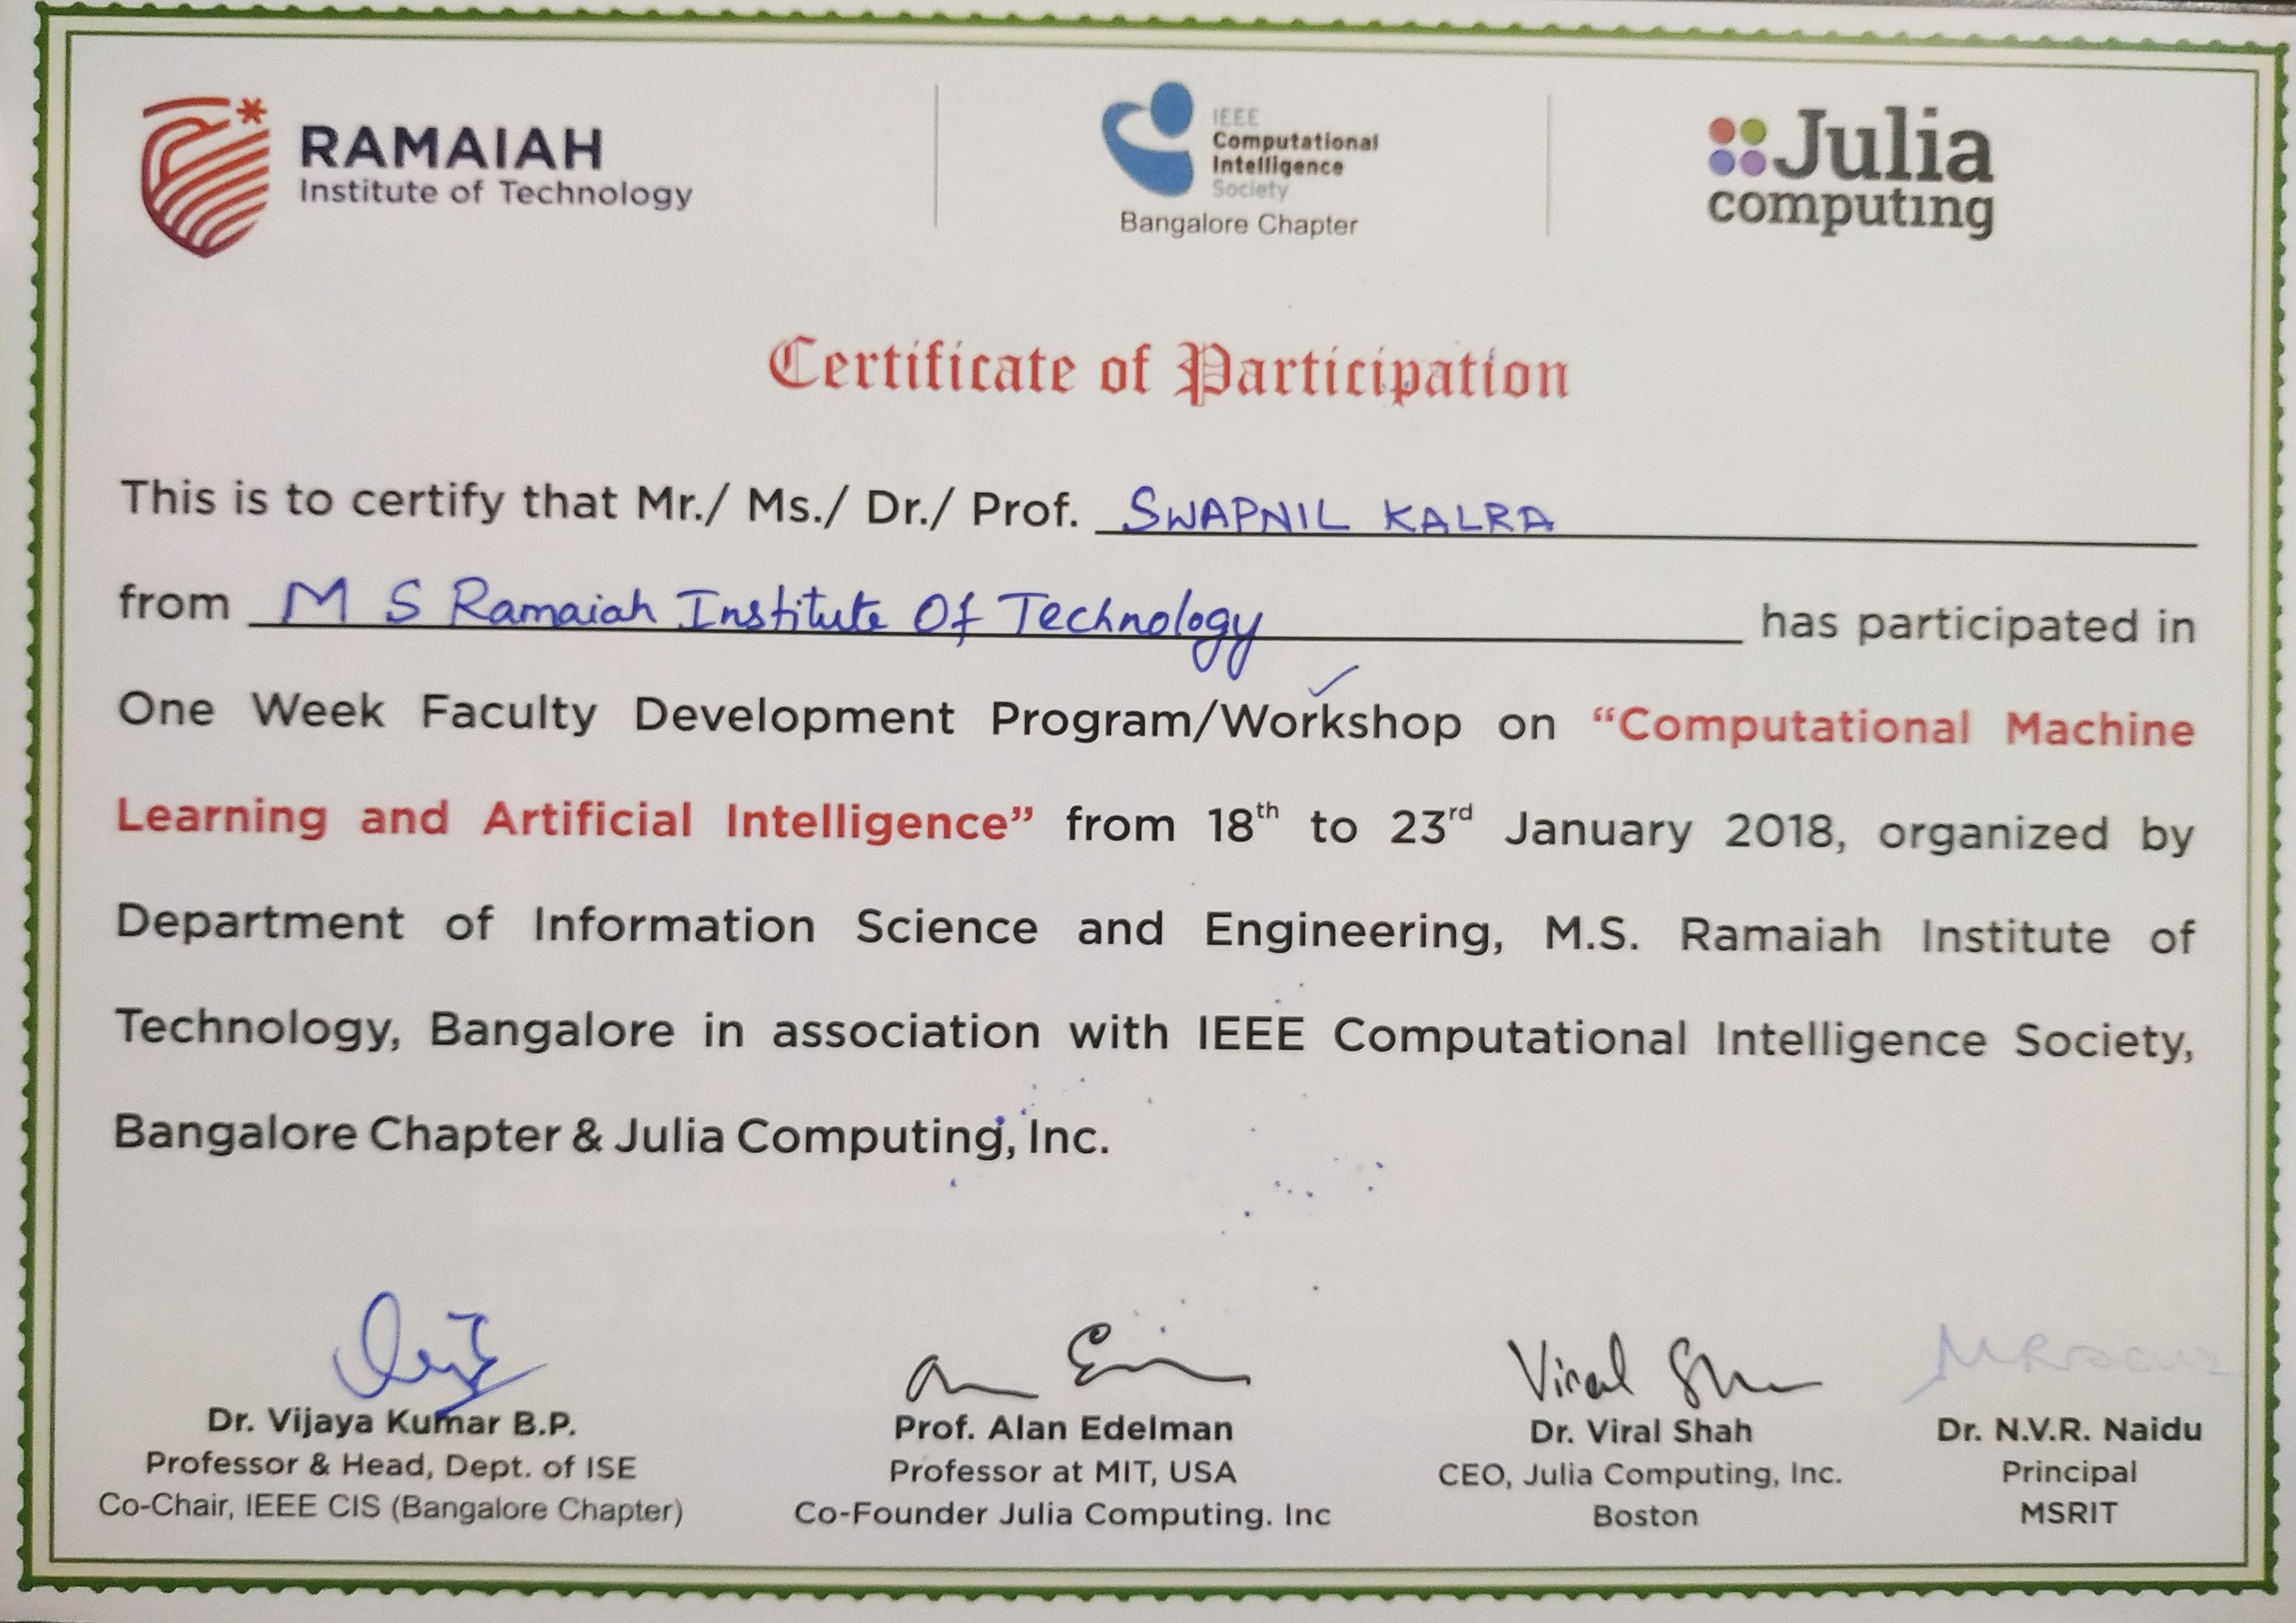 RAMAIAH
Institute of Technology
IEEE
Computational
Intelligence
Society
Bangalore Chapter
Julia
computing
Certificate of Participation
This is to certify that Mr./ Ms./ Dr./ Prof. SWAPNIL KALRA
from M S Ramaiah Institute Of Technology has participated in
One Week Faculty Development Program/Workshop on “Computational Machine
Learning and Artificial Intelligence” from 18th to 23rd January 2018, organized by
Department of Information Science and Engineering, M.S. Ramaiah Institute of
Technology, Bangalore in association with IEEE Computational Intelligence Society,
Bangalore Chapter & Julia Computing, Inc.
Viral Sh
Dr. Vijaya Kumar B.P.
Professor & Head, Dept. of ISE
Co-Chair, IEEE CIS (Bangalore Chapter)
Prof. Alan Edelman
Professor at MIT, USA
Co-Founder Julia Computing. Inc
Dr. Viral Shah
CEO, Julia Computing, Inc.
Boston
Dr. N.V.R. Naidu
Principal
MSRIT